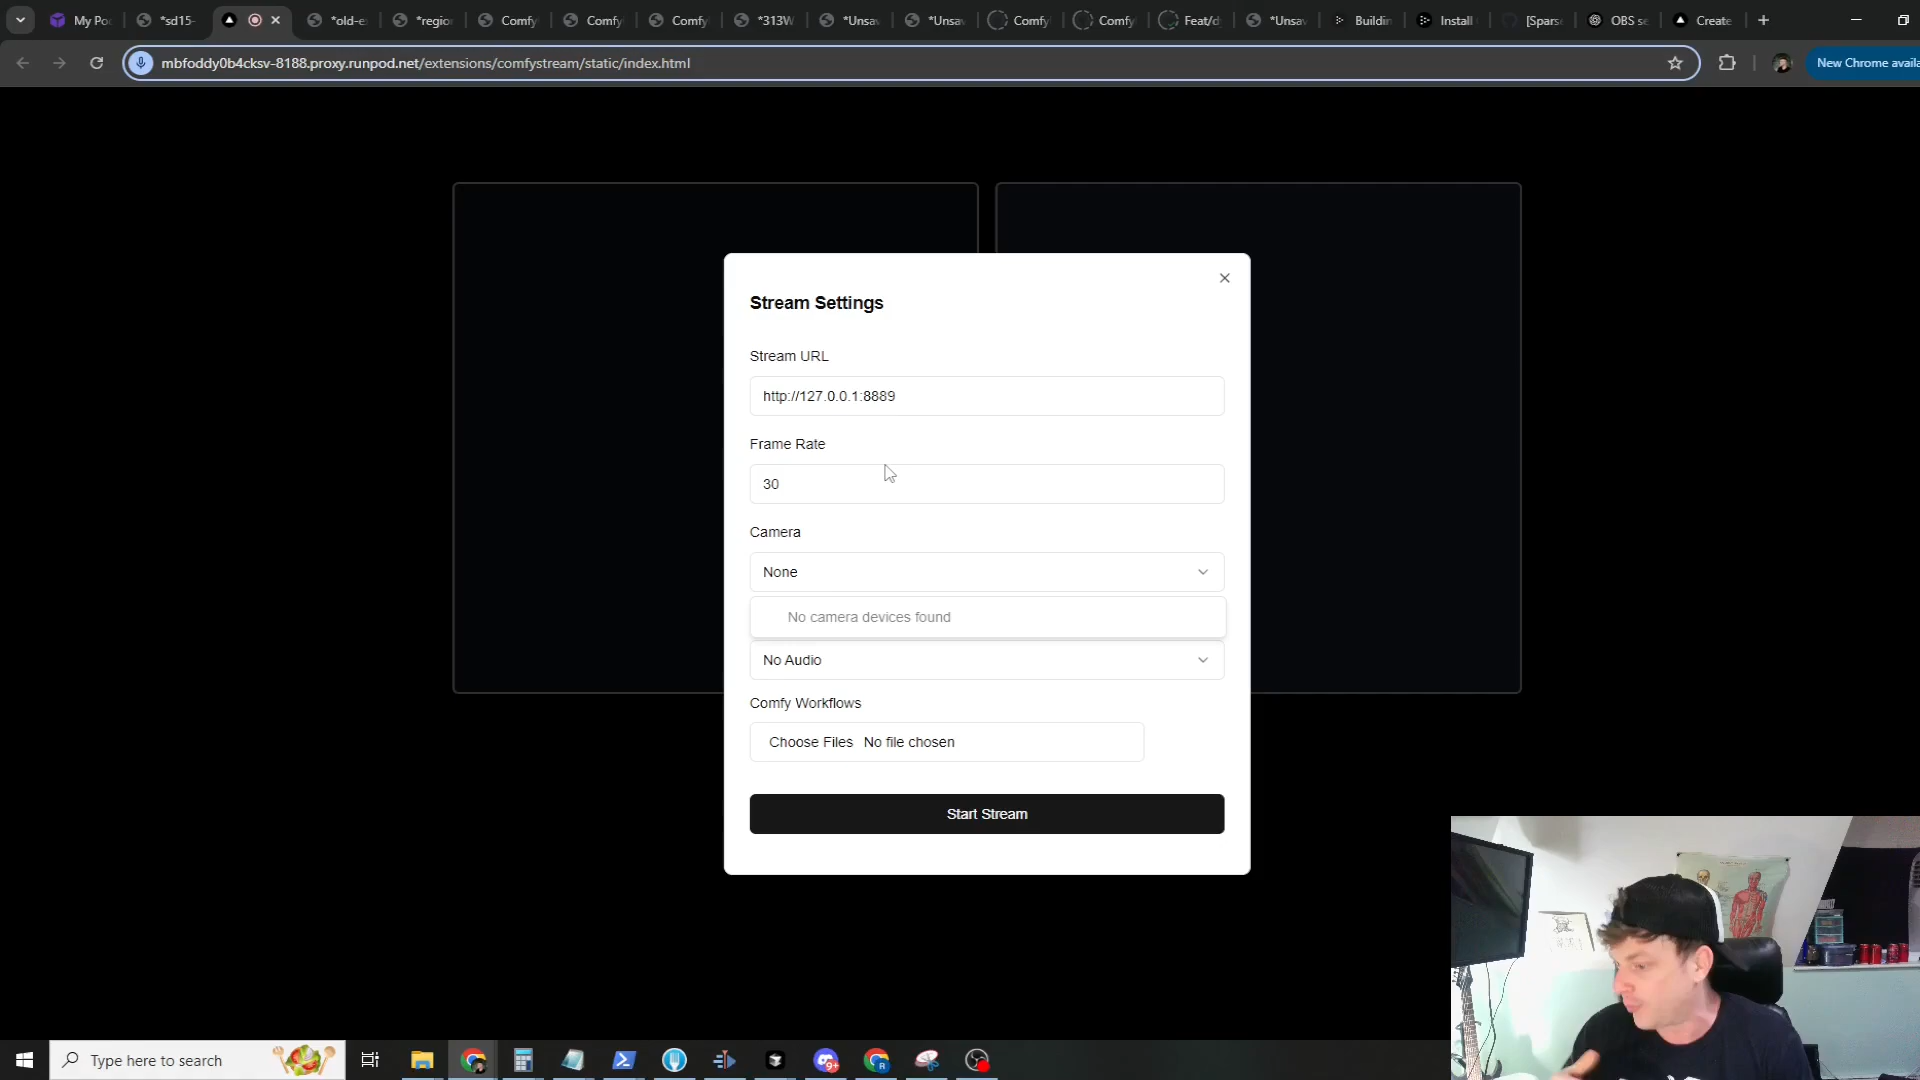 My Po
*sd15-
*old-e
*region
Comfy
Comfy
Comfy
*313W
*Unsav
*Unsav
Comfy
Comfy
Feat/d
*Unsav
Buildin
Install
[Spars
OBS se
Create
mbfoddy0b4cksv-8188.proxy.runpod.net/extensions/comfystream/static/index.html
New Chrome availa
Stream Settings
Stream URL
http://127.0.0.1:8889
Frame Rate
30
Camera
None
No camera devices found
No Audio
Comfy Workflows
Choose Files No file chosen
Start Stream
Type here to search
9+